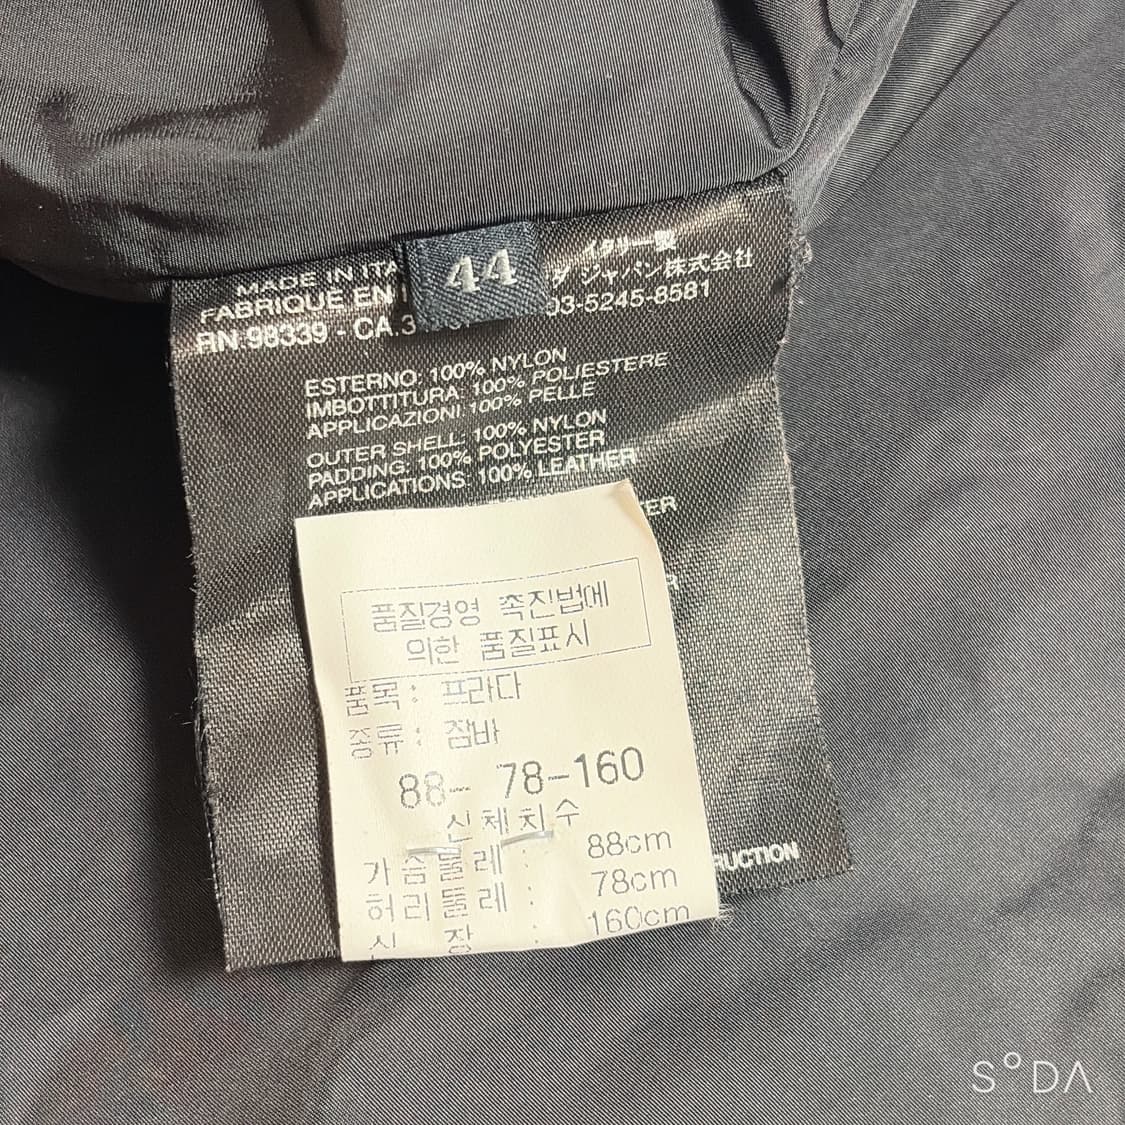 MADE IN ITA
FABRIQUE EN
RN 98339 - CA.3
44
イタリー製
ダ ジャパン株式会社
03-5245-8581
ESTERNO: 100% NYLON
IMBOTTITURA: 100% POLIESTERE
APPLICAZIONI 100% PELLE
OUTER SHELL: 100% NYLON
PADDING: 100% POLYESTER
APPLICATIONS: 100% LEATHER
품질경영 촉진법에
의한 품질표시
품목 : 프라다
종류 : 잠바
88- 78-160
신체치수
가슴둘레 : 88cm
허리둘레 : 78cm
신 장 : 160cm
SODA